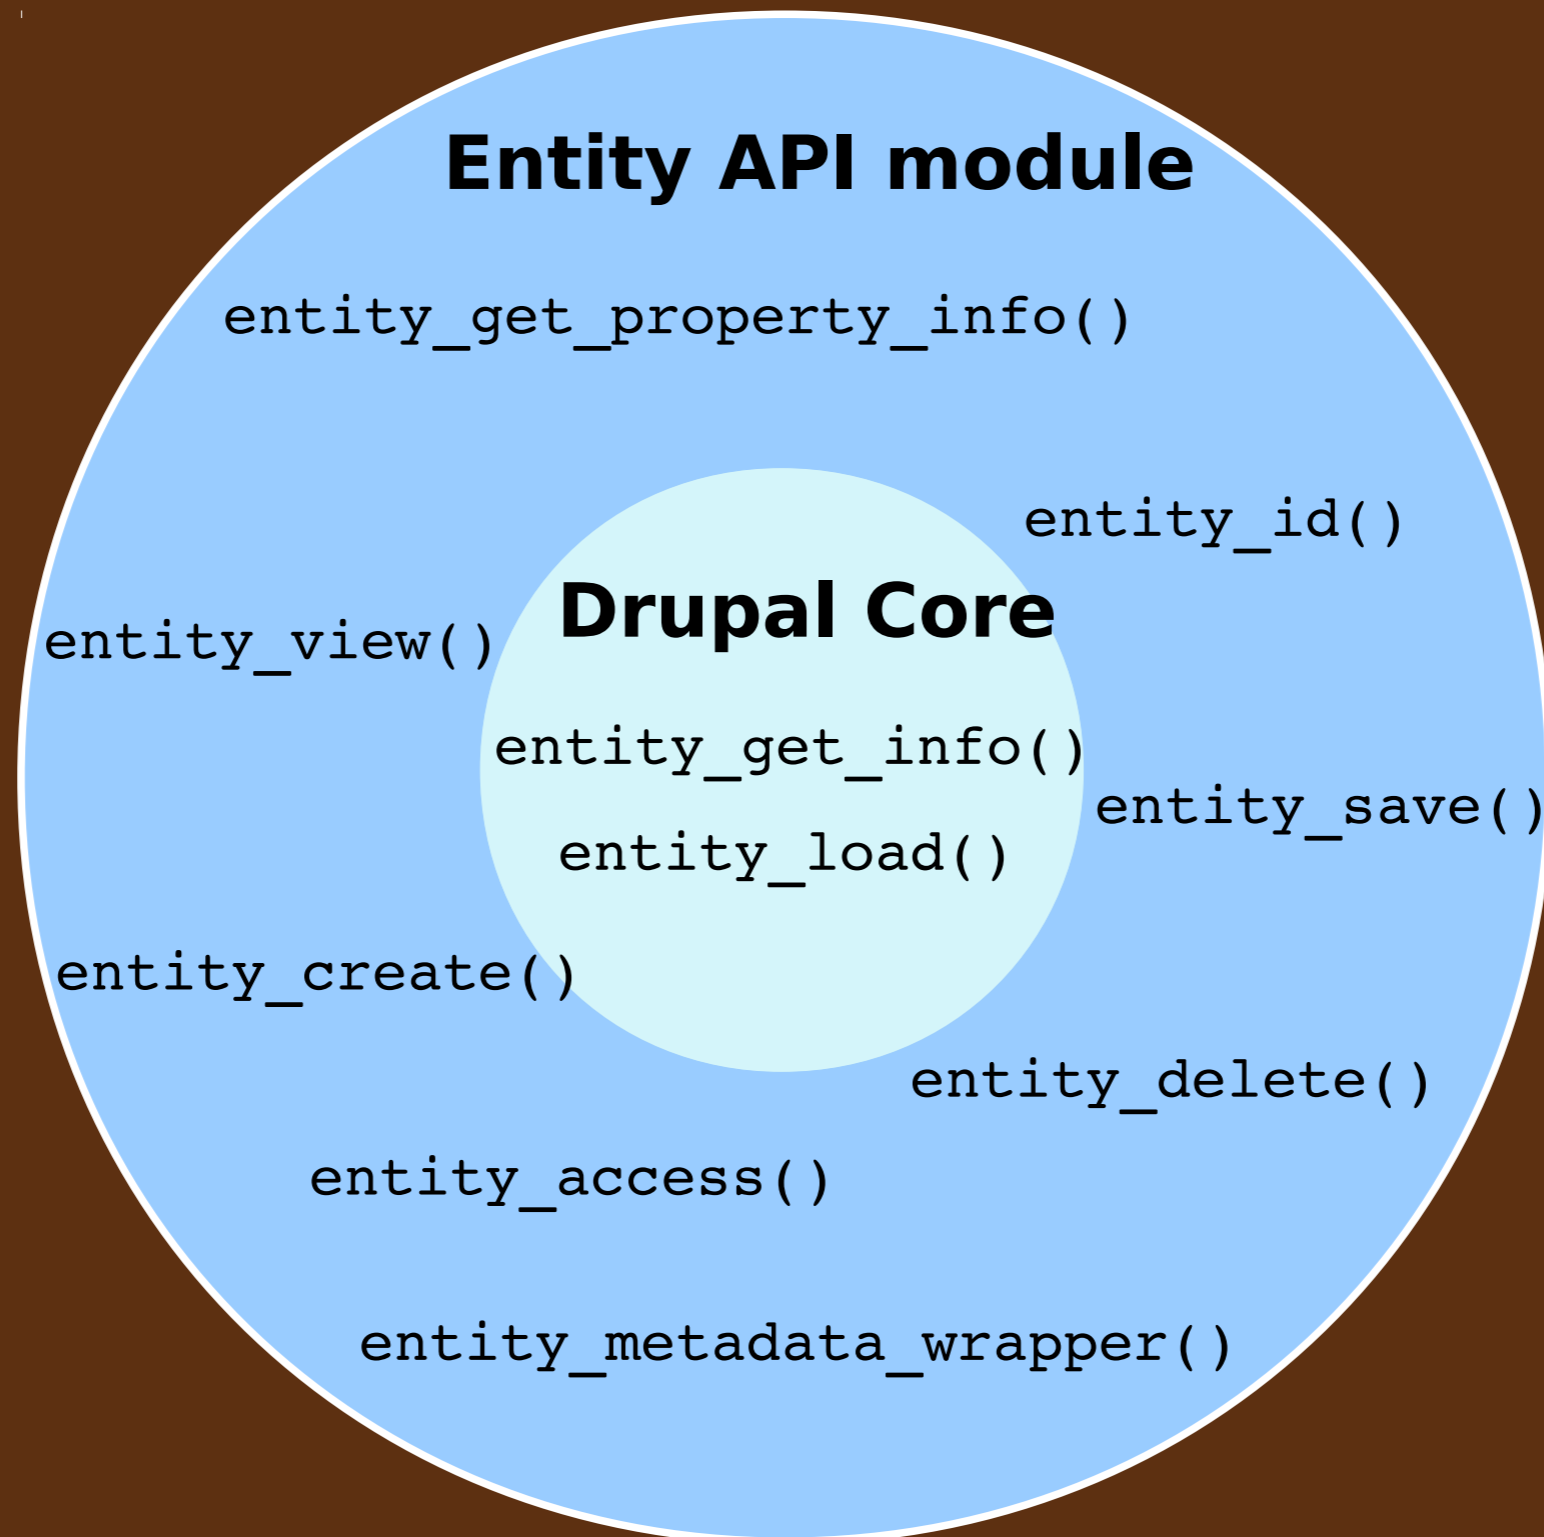 Entity API module
entity_get_property_info()
entity_id()
Drupal Core
entity_view()
entity_get_info()
entity_save()
entity_load()
entity_create()
entity_delete()
entity_access()
entity_metadata_wrapper()